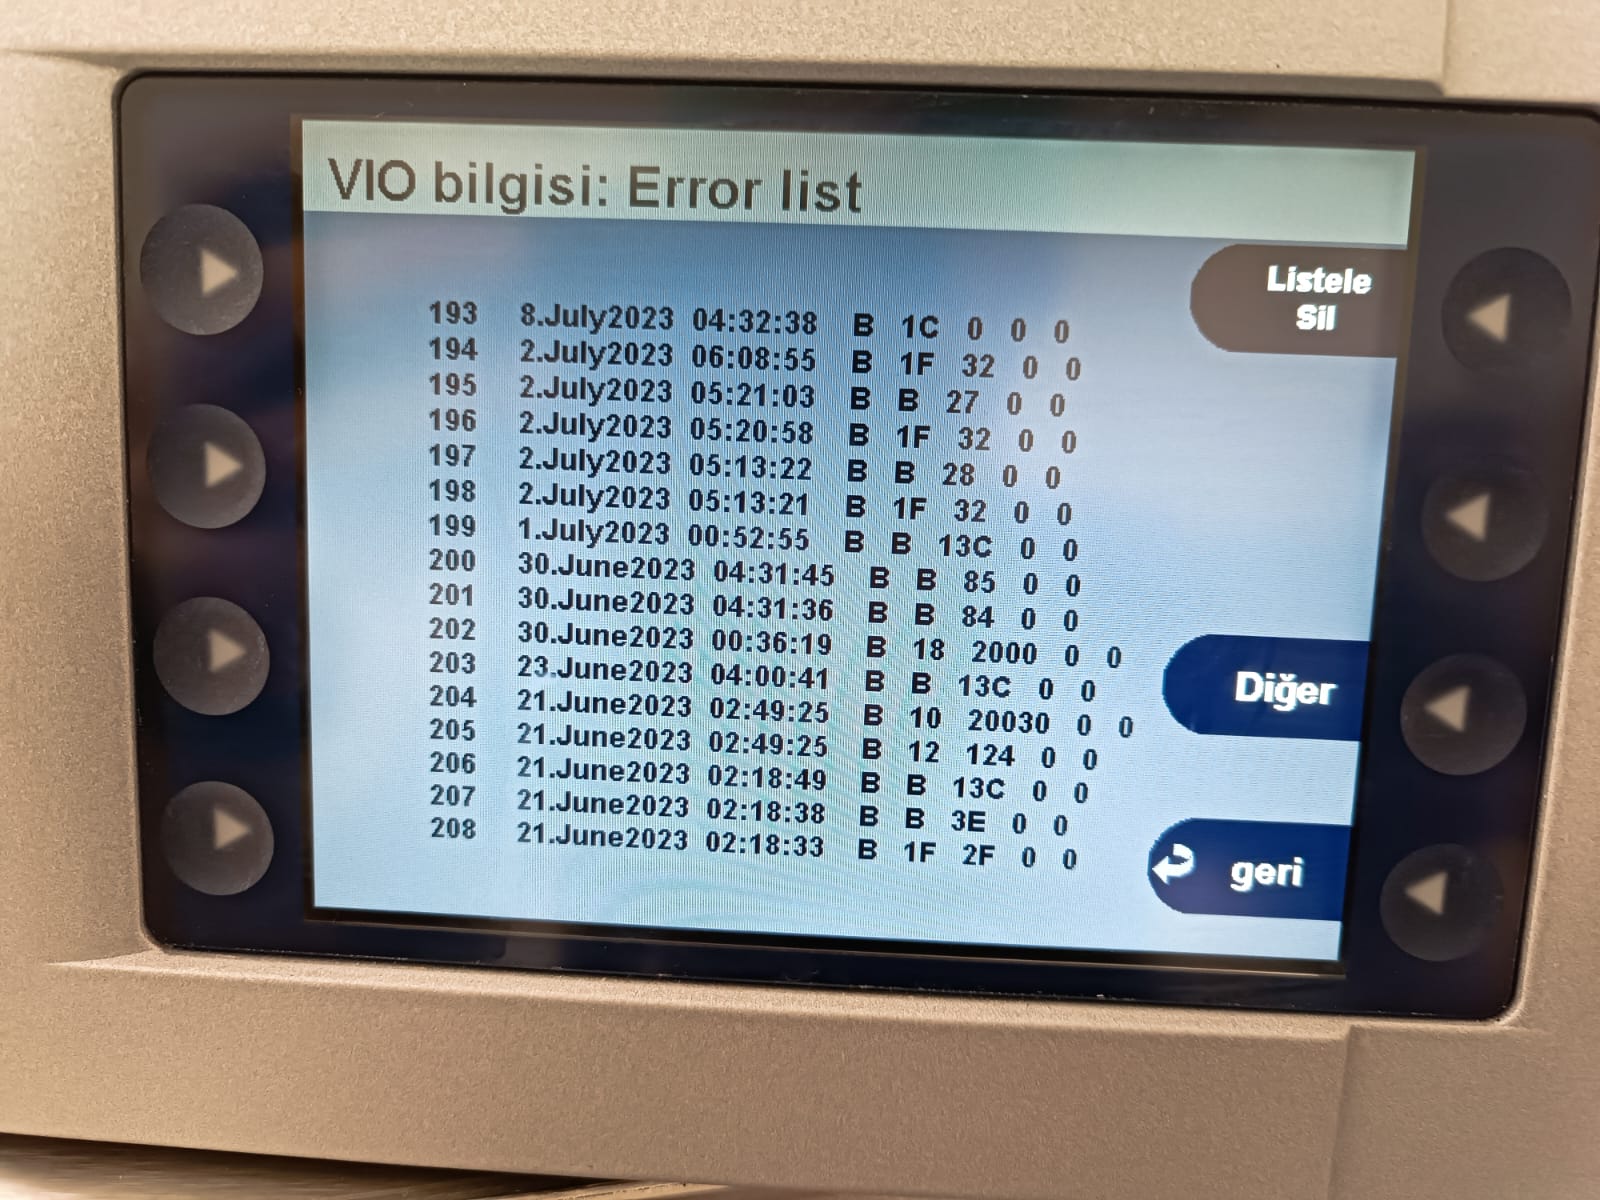 VIO bilgisi: Error list
Listele
Sil
193 8.July2023 04:32:38 B 1C 0 0 0
194 2.July2023 06:08:55 B 1F 32 0 0
195 2.July2023 05:21:03 B B 27 0 0
196 2.July2023 05:20:58 B 1F 32 0 0
197 2.July2023 05:13:22 B B 28 0 0
198 2.July2023 05:13:21 B 1F 32 0 0
199 1.July2023 00:52:55 B B 13C 0 0
200 30.June2023 04:31:45 B B 85 0 0
201 30.June2023 04:31:36 B B 84 0 0
202 30.June2023 00:36:19 B 18 2000 0 0
203 23.June2023 04:00:41 B B 13C 0 0
204 21.June2023 02:49:25 B 10 20030 0 0
205 21.June2023 02:49:25 B 12 124 0 0
206 21.June2023 02:18:49 B B 13C 0 0
207 21.June2023 02:18:38 B B 3E 0 0
208 21.June2023 02:18:33 B 1F 2F 0 0
Diğer
geri